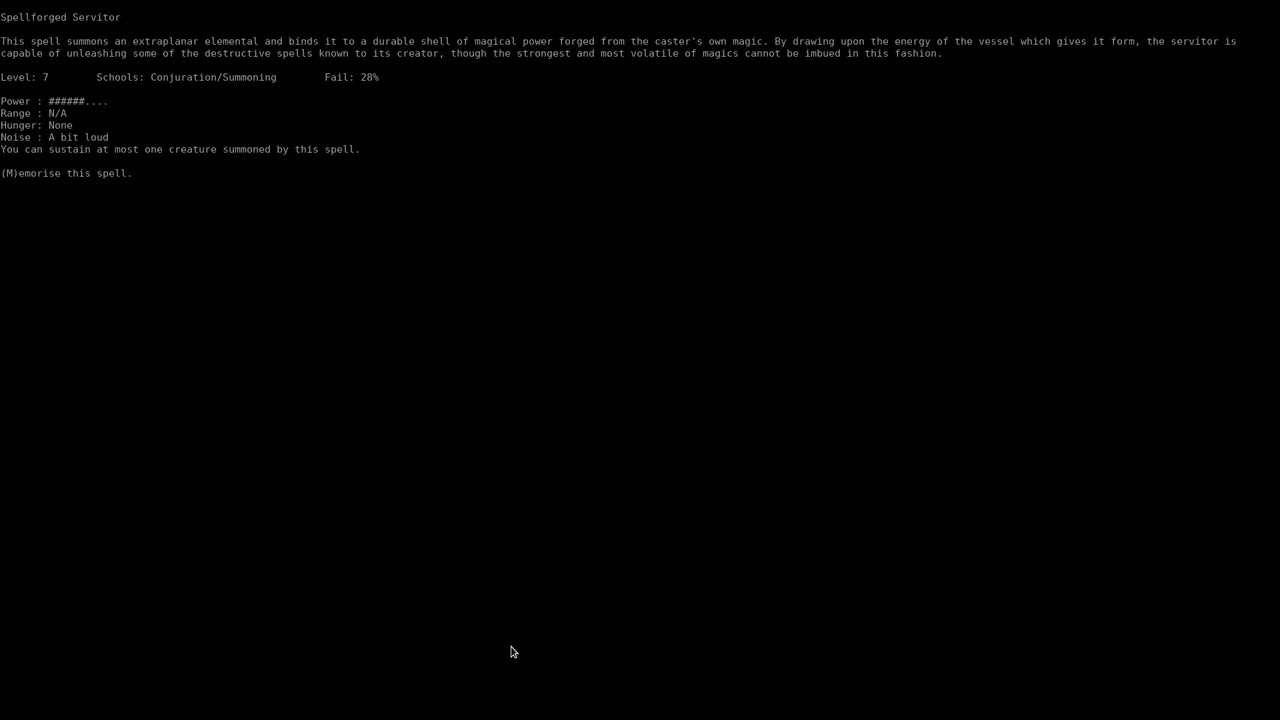 Spellforged Servitor
This spell summons an extraplanar elemental and binds it to a durable shell of magical power forged from the caster's own magic. By drawing upon the energy of the vessel which gives it form, the servitor is
capable of unleashing some of the destructive spells known to its creator, though the strongest and most volatile of magics cannot be imbued in this fashion.
Level: 7        Schools: Conjuration/Summoning        Fail: 28%
Power : ######....
Range : N/A
Hunger: None
Noise : A bit loud
You can sustain at most one creature summoned by this spell.
(M)emorise this spell.